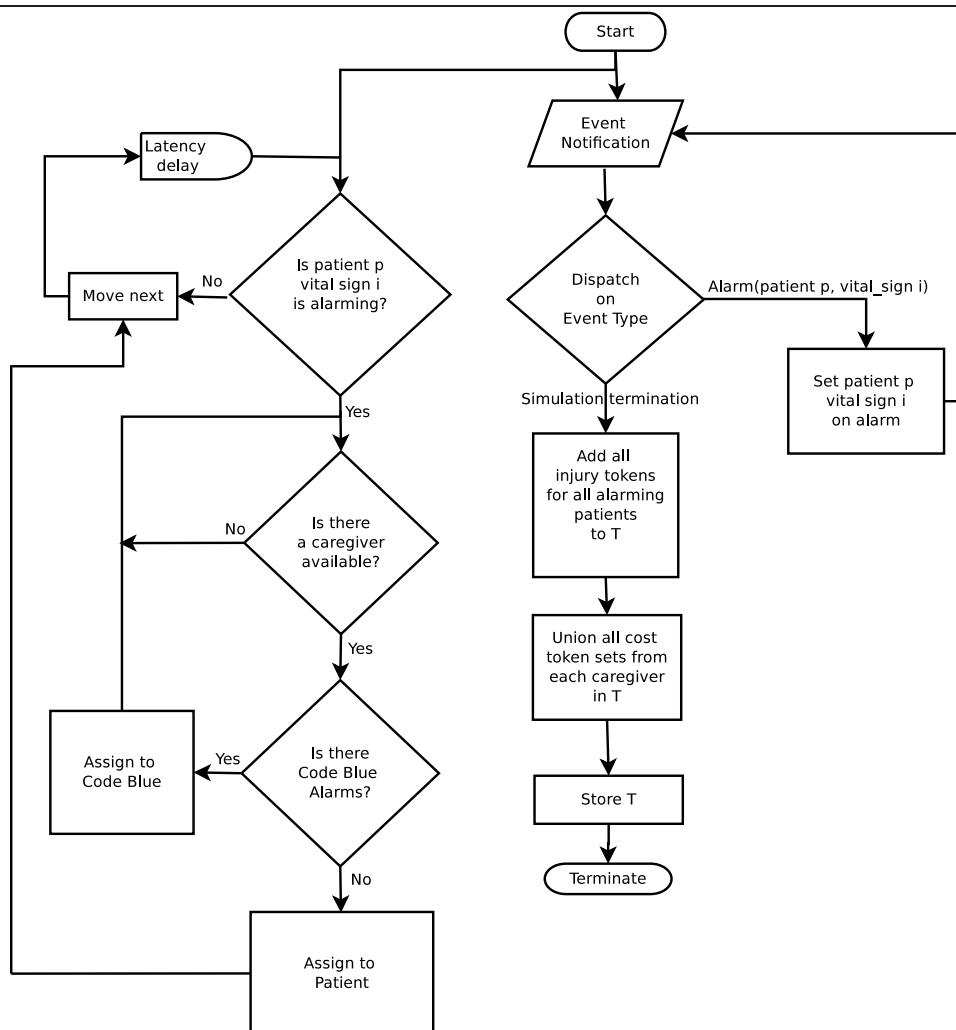 Start
Event
Notification
Latency
delay
Is patient p
vital sign i
is alarming?
No
Move next
Dispatch
on
Event Type
Alarm(patient p, vital_sign i)
Set patient p
vital sign i
on alarm
Simulation termination
Yes
Add all
injury tokens
for all alarming
patients
to T
Is there
a caregiver
available?
No
Yes
Union all cost
token sets from
each caregiver
in T
Is there
Code Blue
Alarms?
Yes
Assign to
Code Blue
Store T
No
Terminate
Assign to
Patient